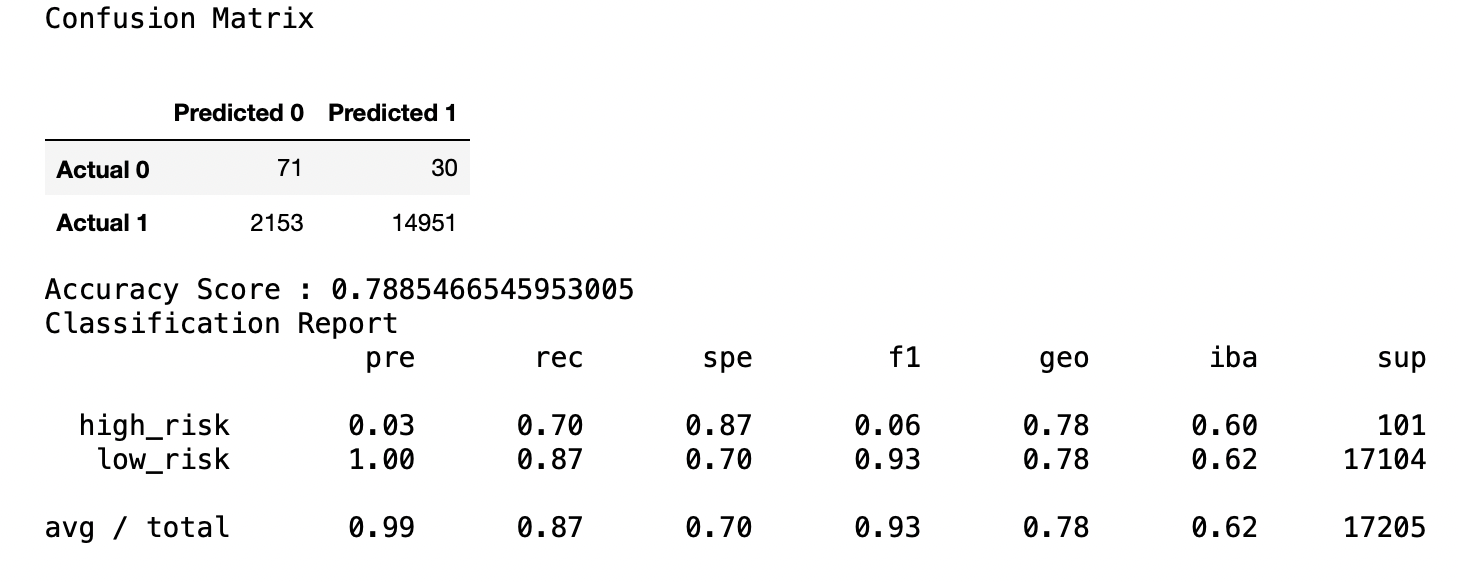 Confusion Matrix
Predicted 0 Predicted 1
Actual 0 71 30
Actual 1 2153 14951
Accuracy Score : 0.7885466545953005
Classification Report
pre rec spe f1 geo iba sup
high_risk 0.03 0.70 0.87 0.06 0.78 0.60 101
low_risk 1.00 0.87 0.70 0.93 0.78 0.62 17104
avg / total 0.99 0.87 0.70 0.93 0.78 0.62 17205